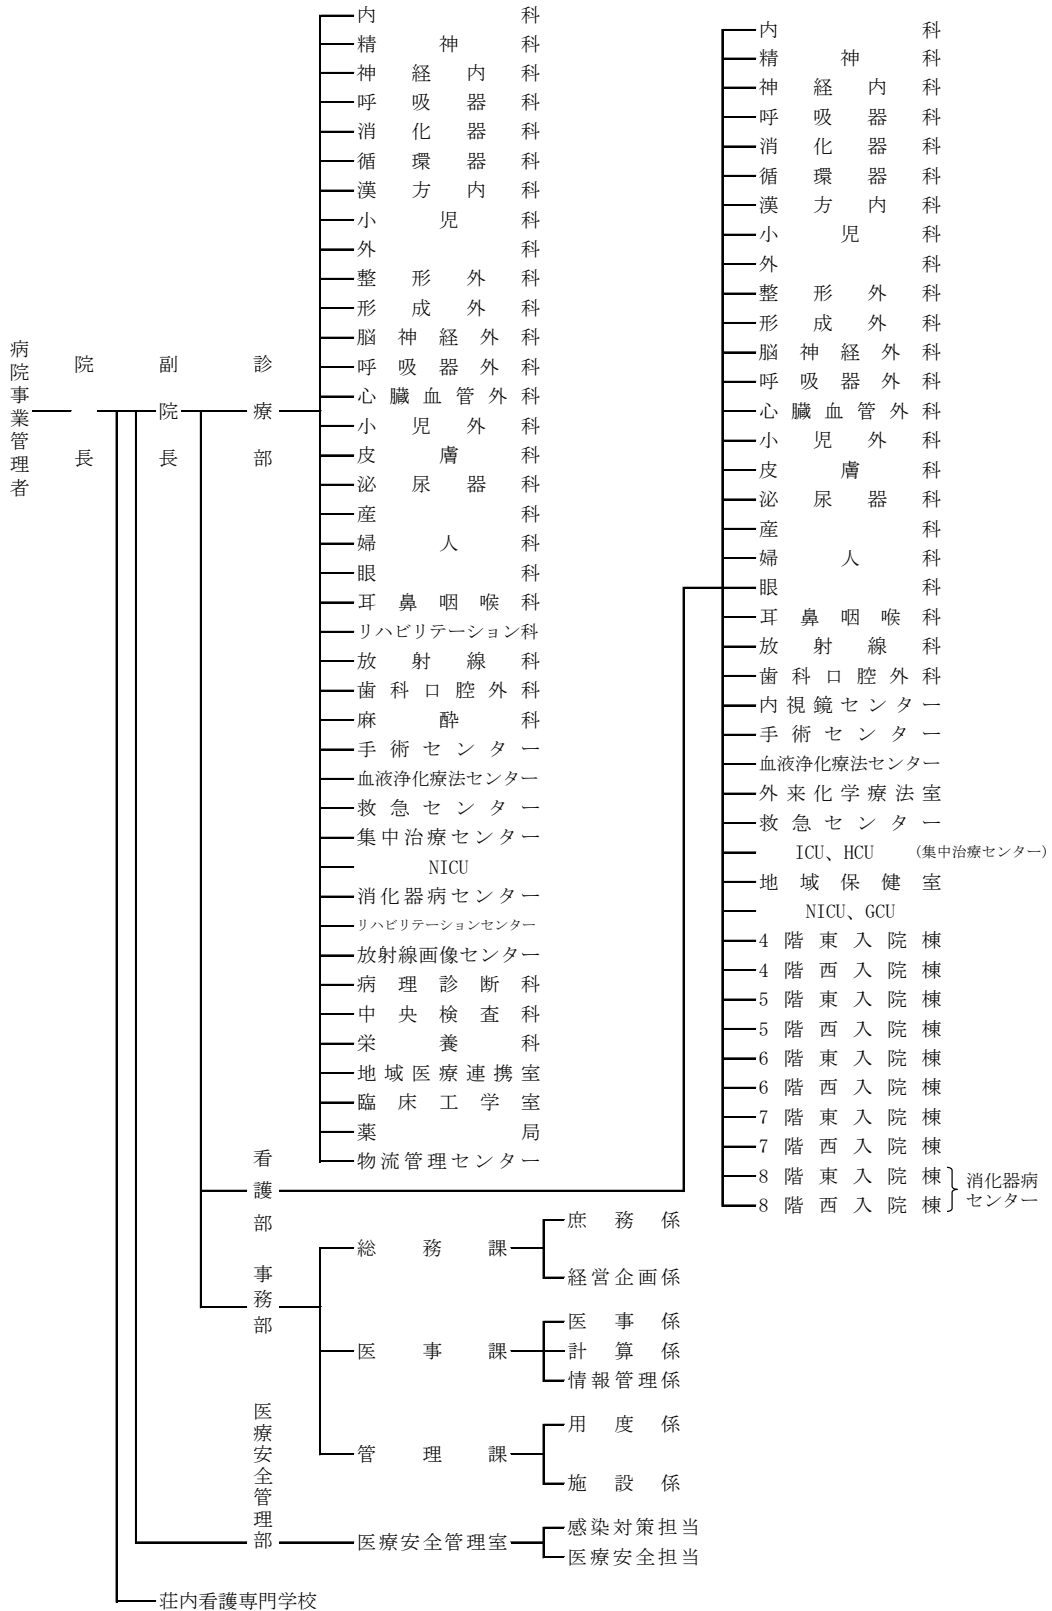 病院事業管理者
院長
副院長
診療部
内科
精神科
神経内科
呼吸器科
消化器科
循環器科
漢方内科
小児科
外科
整形外科
形成外科
脳神経外科
呼吸器外科
心臓血管外科
小児外科
皮膚科
泌尿器科
産科
婦人科
眼科
耳鼻咽喉科
リハビリテーション科
放射線科
歯科口腔外科
麻酔科
手術センター
血液浄化療法センター
救急センター
集中治療センター
NICU
消化器病センター
リハビリテーションセンター
放射線画像センター
病理診断科
中央検査科
栄養科
地域医療連携室
臨床工学室
薬局
物流管理センター
看護部
内科
精神科
神経内科
呼吸器科
消化器科
循環器科
漢方内科
小児科
外科
整形外科
形成外科
脳神経外科
呼吸器外科
心臓血管外科
小児外科
皮膚科
泌尿器科
産科
婦人科
眼科
耳鼻咽喉科
放射線科
歯科口腔外科
内視鏡センター
手術センター
血液浄化療法センター
外来化学療法室
救急センター
ICU、HCU (集中治療センター)
地域保健室
NICU、GCU
4階東入院棟
4階西入院棟
5階東入院棟
5階西入院棟
6階東入院棟
6階西入院棟
7階東入院棟
7階西入院棟
8階東入院棟
8階西入院棟
消化器病
センター
事務部
総務課
庶務係
経営企画係
医事課
医事係
計算係
情報管理係
管理課
用度係
施設係
医療安全管理部
医療安全管理室
感染対策担当
医療安全担当
荘内看護専門学校